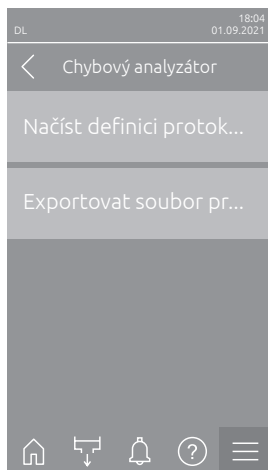 18:04
DL 01.09.2021
Chybový analyzátor
Načíst definici protok...
Exportovat soubor pr...
?